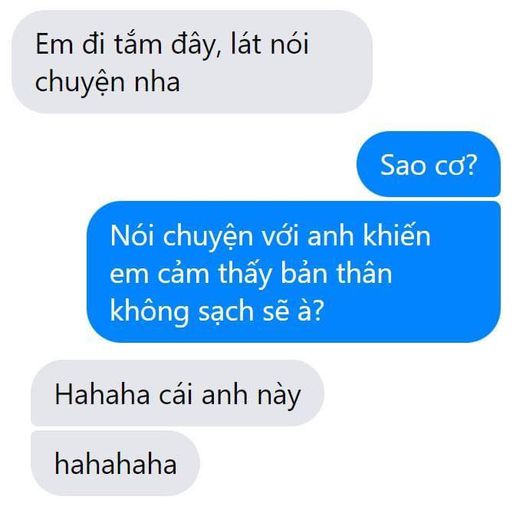 Em đi tắm đây, lát nói
chuyện nha
Sao cơ?
Nói chuyện với anh khiến
em cảm thấy bản thân
không sạch sẽ à?
Hahaha cái anh này
hahahaha